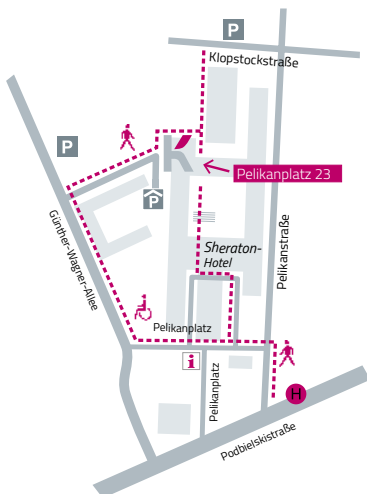 P
Klopstockstraße
P
Pelikanplatz 23
P
Pelikanstraße
Günther-Wagner-Allee
Sheraton-
Hotel
Pelikanplatz
i
Pelikanplatz
H
Podbielskistraße